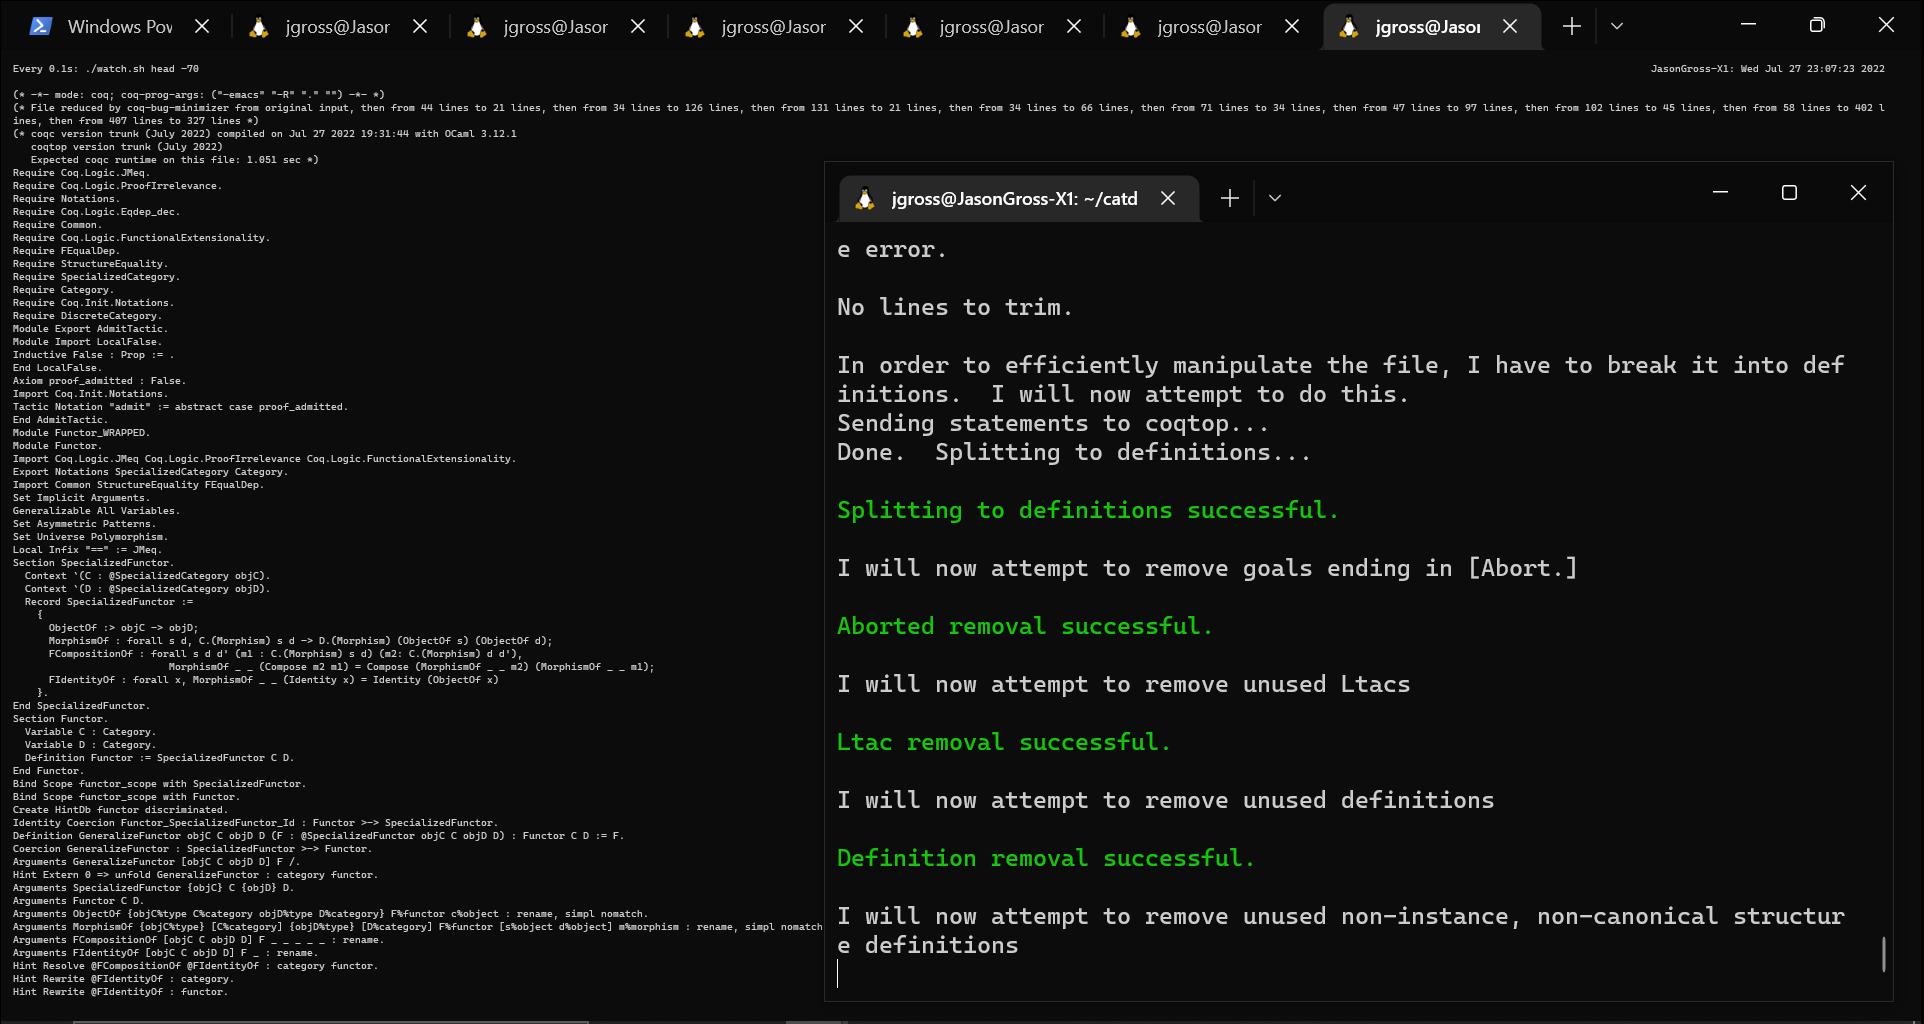 Windows Pow
jgross@Jasor
jgross@Jasor
jgross@Jasor
jgross@Jasor
jgross@Jasor
jgross@Jasor
Every 0.1s: ./watch.sh head -70
JasonGross-X1: Wed Jul 27 23:07:23 2022
(* -*- mode: coq; coq-prog-args: ("-emacs" "-R" "." "") -*- *)
(* File reduced by coq-bug-minimizer from original input, then from 44 lines to 21 lines, then from 34 lines to 126 lines, then from 131 lines to 21 lines, then from 34 lines to 66 lines, then from 71 lines to 34 lines, then from 47 lines to 97 lines, then from 102 lines to 45 lines, then from 58 lines to 402 l
ines, then from 407 lines to 327 lines *)
(* coqc version trunk (July 2022) compiled on Jul 27 2022 19:31:44 with OCaml 3.12.1
   coqtop version trunk (July 2022)
   Expected coqc runtime on this file: 1.051 sec *)
Require Coq.Logic.JMeq.
Require Coq.Logic.ProofIrrelevance.
Require Notations.
Require Coq.Logic.Eqdep_dec.
Require Common.
Require Coq.Logic.FunctionalExtensionality.
Require FEqualDep.
Require StructureEquality.
Require SpecializedCategory.
Require Category.
Require Coq.Init.Notations.
Require DiscreteCategory.
Module Export AdmitTactic.
Module Import LocalFalse.
Inductive False : Prop := .
End LocalFalse.
Axiom proof_admitted : False.
Import Coq.Init.Notations.
Tactic Notation "admit" := abstract case proof_admitted.
End AdmitTactic.
Module Functor_WRAPPED.
Module Functor.
Import Coq.Logic.JMeq Coq.Logic.ProofIrrelevance Coq.Logic.FunctionalExtensionality.
Export Notations SpecializedCategory Category.
Import Common StructureEquality FEqualDep.
Set Implicit Arguments.
Generalizable All Variables.
Set Asymmetric Patterns.
Set Universe Polymorphism.
Local Infix "==" := JMeq.
Section SpecializedFunctor.
  Context `(C : @SpecializedCategory objC).
  Context `(D : @SpecializedCategory objD).
  Record SpecializedFunctor :=
    {
      ObjectOf :> objC -> objD;
      MorphismOf : forall s d, C.(Morphism) s d -> D.(Morphism) (ObjectOf s) (ObjectOf d);
      FCompositionOf : forall s d d' (m1 : C.(Morphism) s d) (m2: C.(Morphism) d d'),
                          MorphismOf _ _ (Compose m2 m1) = Compose (MorphismOf _ _ m2) (MorphismOf _ _ m1);
      FIdentityOf : forall x, MorphismOf _ _ (Identity x) = Identity (ObjectOf x)
    }.
End SpecializedFunctor.
Section Functor.
  Variable C : Category.
  Variable D : Category.
  Definition Functor := SpecializedFunctor C D.
End Functor.
Bind Scope functor_scope with SpecializedFunctor.
Bind Scope functor_scope with Functor.
Create HintDb functor discriminated.
Identity Coercion Functor_SpecializedFunctor_Id : Functor >-> SpecializedFunctor.
Definition GeneralizeFunctor objC C objD D (F : @SpecializedFunctor objC C objD D) : Functor C D := F.
Coercion GeneralizeFunctor : SpecializedFunctor >-> Functor.
Arguments GeneralizeFunctor [objC C objD D] F /.
Hint Extern 0 => unfold GeneralizeFunctor : category functor.
Arguments SpecializedFunctor {objC} C {objD} D.
Arguments Functor C D.
Arguments ObjectOf {objC%type C%category objD%type D%category} F%functor c%object : rename, simpl nomatch.
Arguments MorphismOf {objC%type} [C%category] {objD%type} [D%category] F%functor [s%object d%object] m%morphism : rename, simpl nomatch
Arguments FCompositionOf [objC C objD D] F _ _ _ _ _ : rename.
Arguments FIdentityOf [objC C objD D] F _ : rename.
Hint Resolve @FCompositionOf @FIdentityOf : category functor.
Hint Rewrite @FIdentityOf : category.
Hint Rewrite @FIdentityOf : functor.
jgross@JasonGross-X1: ~/catd
e error.
No lines to trim.
In order to efficiently manipulate the file, I have to break it into def
initions.  I will now attempt to do this.
Sending statements to coqtop...
Done.  Splitting to definitions...
Splitting to definitions successful.
I will now attempt to remove goals ending in [Abort.]
Aborted removal successful.
I will now attempt to remove unused Ltacs
Ltac removal successful.
I will now attempt to remove unused definitions
Definition removal successful.
I will now attempt to remove unused non-instance, non-canonical structur
e definitions